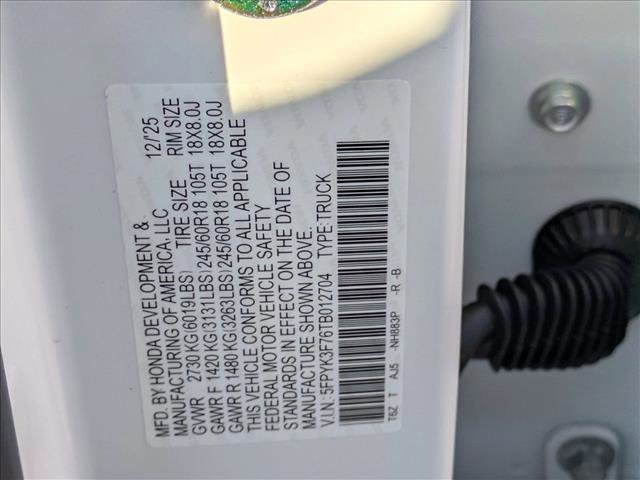 MFD. BY HONDA DEVELOPMENT & 12/'25
MANUFACTURING OF AMERICA, LLC
TIRE SIZE RIM SIZE
GVWR 2730 KG(6019LBS)
GAWR F 1420 KG(3131LBS) 245/60R18 105T 18X8.0J
GAWR R 1480 KG(3263LBS) 245/60R18 105T 18X8.0J
THIS VEHICLE CONFORMS TO ALL APPLICABLE
FEDERAL MOTOR VEHICLE SAFETY
STANDARDS IN EFFECT ON THE DATE OF
MANUFACTURE SHOWN ABOVE.
V.I.N.: 5FPYK3F76TB012704 TYPE:TRUCK
T6Z T AJ5 -NH883P -R -B